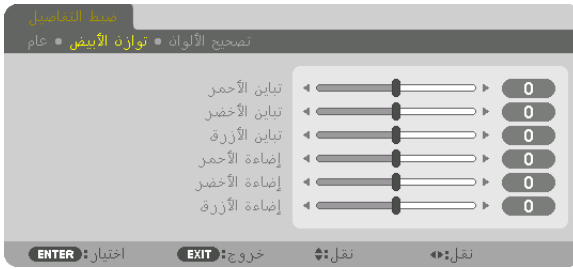 ضبط التفاصيل
عام • توازن الأبيض • تصحيح الألوان
تباين الأحمر 0
تباين الأخضر 0
تباين الأزرق 0
إضاءة الأحمر 0
إضاءة الأخضر 0
إضاءة الأزرق 0
ENTER :اختيار EXIT :خروج نقل: نقل: